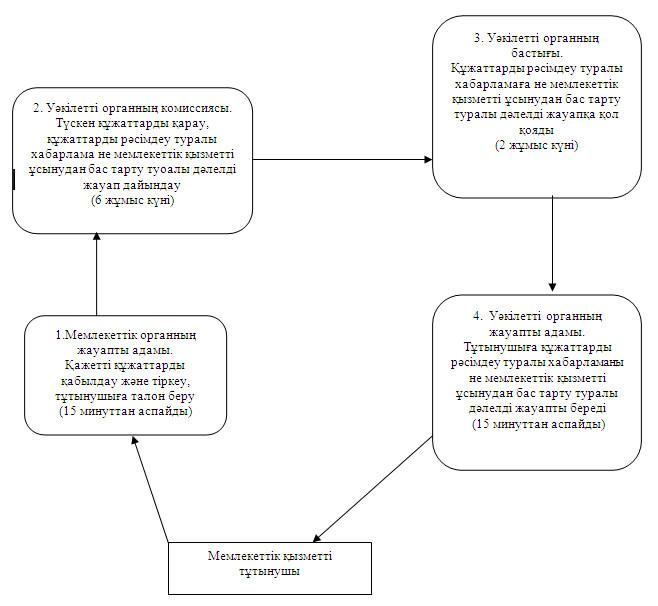 3. Уәкілетті органның
бастығы.
Құжаттарды рәсімдеу туралы
хабарламаға не мемлекеттік
қызметті ұсынудан бас тарту
туралы дәлелді жауапқа қол
қояды
(2 жұмыс күні)
2. Уәкілетті органның комиссиясы.
Түскен құжаттарды қарау,
құжаттарды рәсімдеу туралы
хабарлама не мемлекеттік қызметті
ұсынудан бас тарту туоалы дәлелді
жауап дайындау
(6 жұмыс күні)
1.Мемлекеттік органның
жауапты адамы.
Қажетті құжаттарды
қабылдау және тіркеу,
тұтынушыға талон беру
(15 минуттан аспайды)
4. Уәкілетті органның
жауапты адамы.
Тұтынушыға құжаттарды
рәсімдеу туралы хабарламаны
не мемлекеттік қызметті
ұсынудан бас тарту туралы
дәлелді жауапты береді
(15 минуттан аспайды)
Мемлекеттік қызметті
тұтынушы